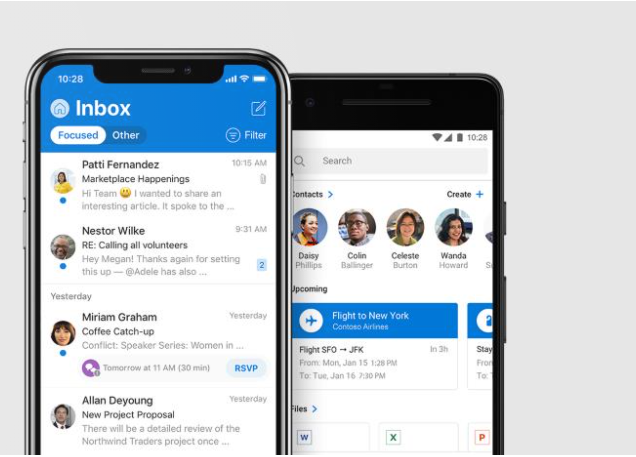 10:28
Inbox
Focused Other Filter
Patti Fernandez 10:15 AM
Marketplace Happenings
Hi Team 😀 I wanted to share an
interesting article. It spoke to the ...
Nestor Wilke 9:31 AM
RE: Calling all volunteers
Hey Megan! Thanks again for setting
this up — @Adele has also ...
2
Yesterday
Miriam Graham Yesterday
Coffee Catch-up
Conflict: Speaker Series: Women in ...
Tomorrow at 11 AM (30 min) RSVP
Allan Deyoung Yesterday
New Project Proposal
There will be a detailed review of the
Northwind Traders project once ...
10:28
Search
ontacts > Create +
Daisy Colin Celeste Wanda
Phillips Ballinger Burton Howard S
Upcoming
Flight to New York
Contoso Airlines
Flight SFO → JFK In 3h Stay
From: Mon, Jan 15 1:28 PM From
To: Tue, Jan 16 7:30 PM To:
Files >
W X P